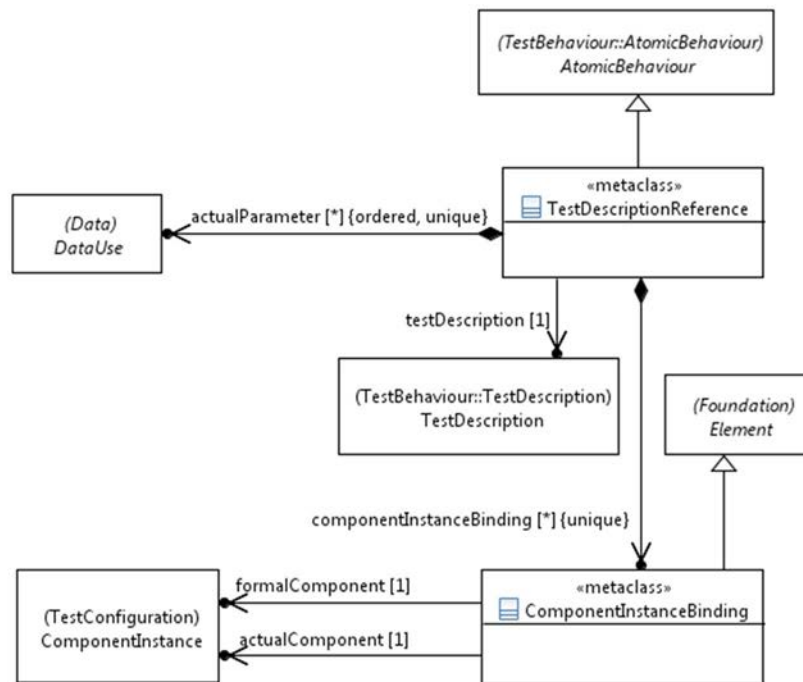 (TestBehaviour::AtomicBehaviour)
AtomicBehaviour
«metaclass»
TestDescriptionReference
actualParameter [*] {ordered, unique}
(Data)
DataUse
testDescription [1]
(TestBehaviour::TestDescription)
TestDescription
(Foundation)
Element
componentInstanceBinding [*] {unique}
«metaclass»
ComponentInstanceBinding
formalComponent [1]
(TestConfiguration)
ComponentInstance
actualComponent [1]